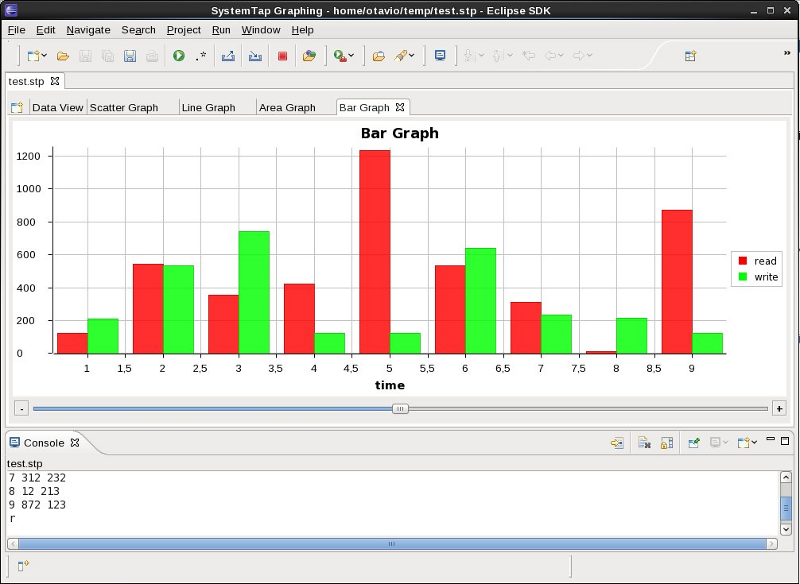 SystemTap Graphing - home/otavio/temp/test.stp - Eclipse SDK
File Edit Navigate Search Project Run Window Help
test.stp
Data View Scatter Graph Line Graph Area Graph Bar Graph
Bar Graph
1200
1000
800
600
400
200
0
read
write
1 1,5 2 2,5 3 3,5 4 4,5 5 5,5 6 6,5 7 7,5 8 8,5 9
time
- +
Console
test.stp
7 312 232
8 12 213
9 872 123
r